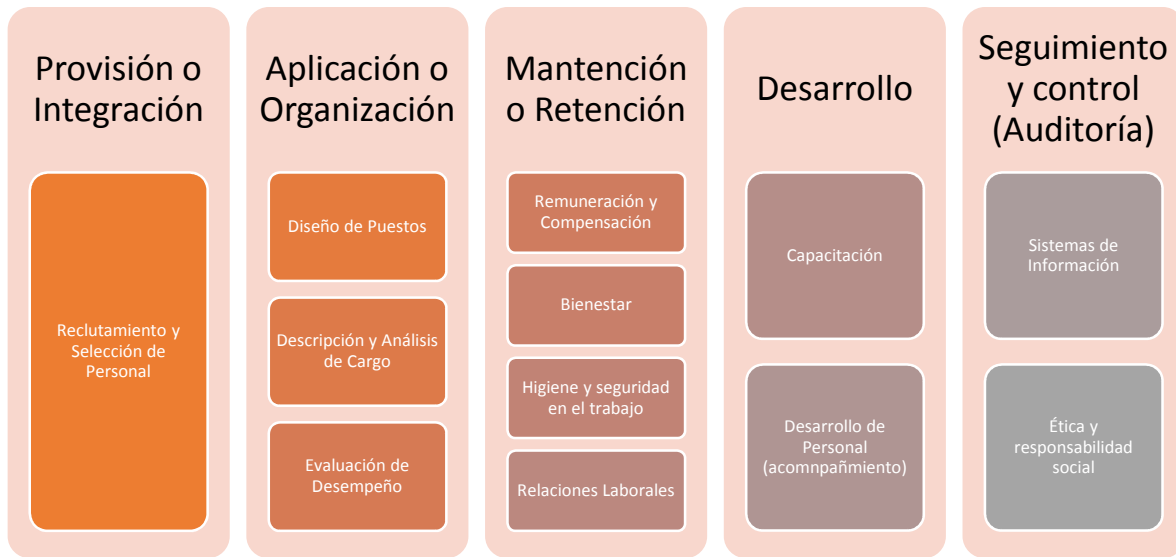 Provisión o
Integración
Reclutamiento y
Selección de
Personal
Aplicación o
Organización
Diseño de Puestos
Descripción y Análisis
de Cargo
Evaluación de
Desempeño
Mantención
o Retención
Remuneración y
Compensación
Bienestar
Higiene y seguridad
en el trabajo
Relaciones Laborales
Desarrollo
Capacitación
Desarrollo de
Personal
(acomnpañmiento)
Seguimiento
y control
(Auditoría)
Sistemas de
Información
Ética y
responsabilidad
social